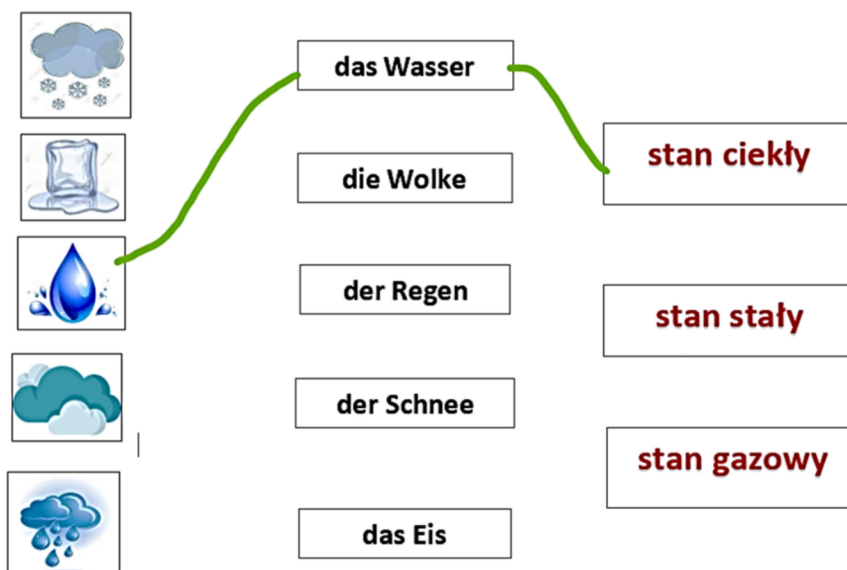 das Wasser
die Wolke
der Regen
der Schnee
das Eis
stan ciekły
stan stały
stan gazowy